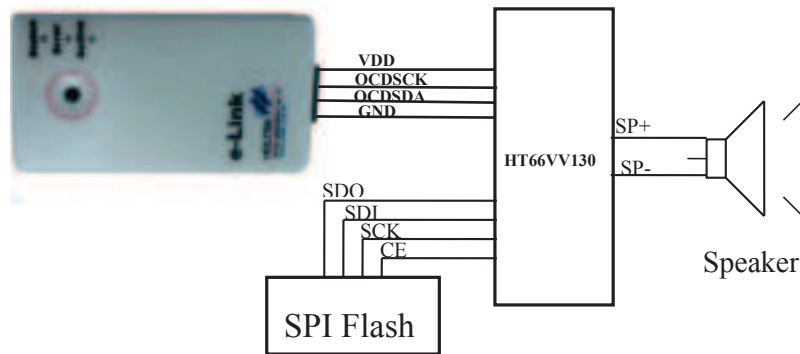 e-Link
VDD
OCDSCK
OCDSDA
GND
HT66VV130
SP+
SP-
SDO
SDI
SCK
CE
SPI Flash
Speaker